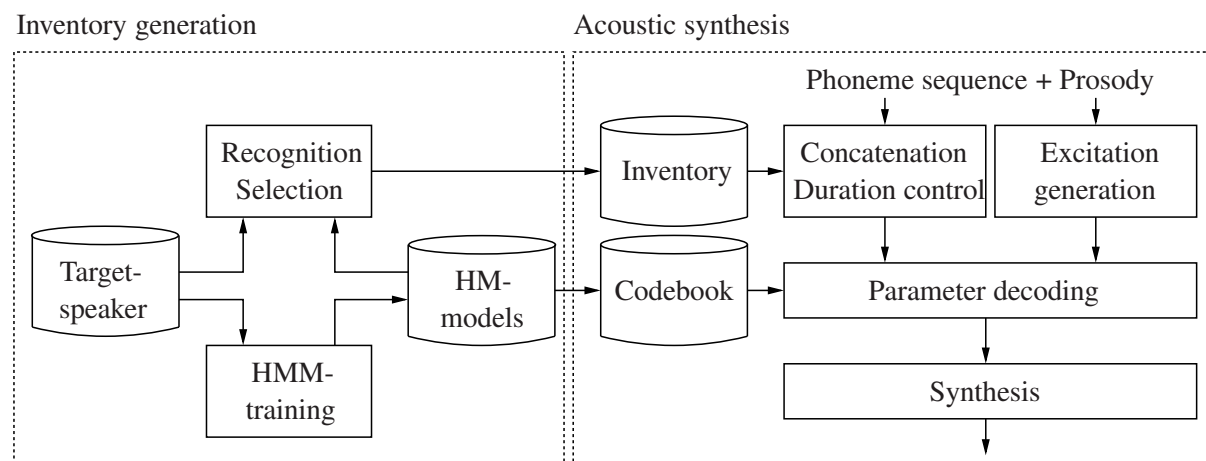 Inventory generation
Acoustic synthesis
Phoneme sequence + Prosody
Recognition
Selection
Inventory
Concatenation
Duration control
Excitation
generation
Target-
speaker
HM-
models
Codebook
Parameter decoding
HMM-
training
Synthesis